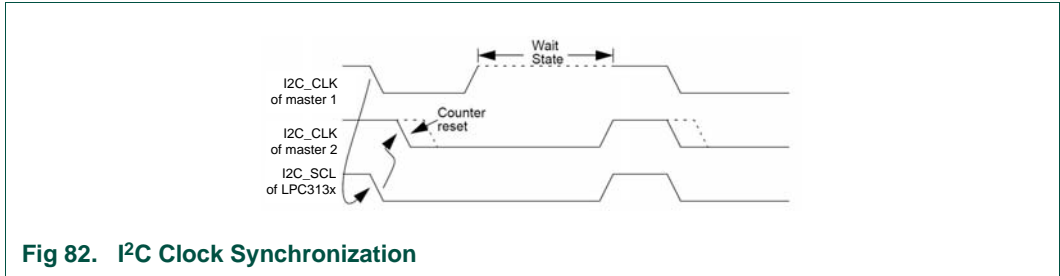 Wait
State
I2C_CLK
of master 1
Counter
reset
I2C_CLK
of master 2
I2C_SCL
of LPC313x
Fig 82. I2C Clock Synchronization